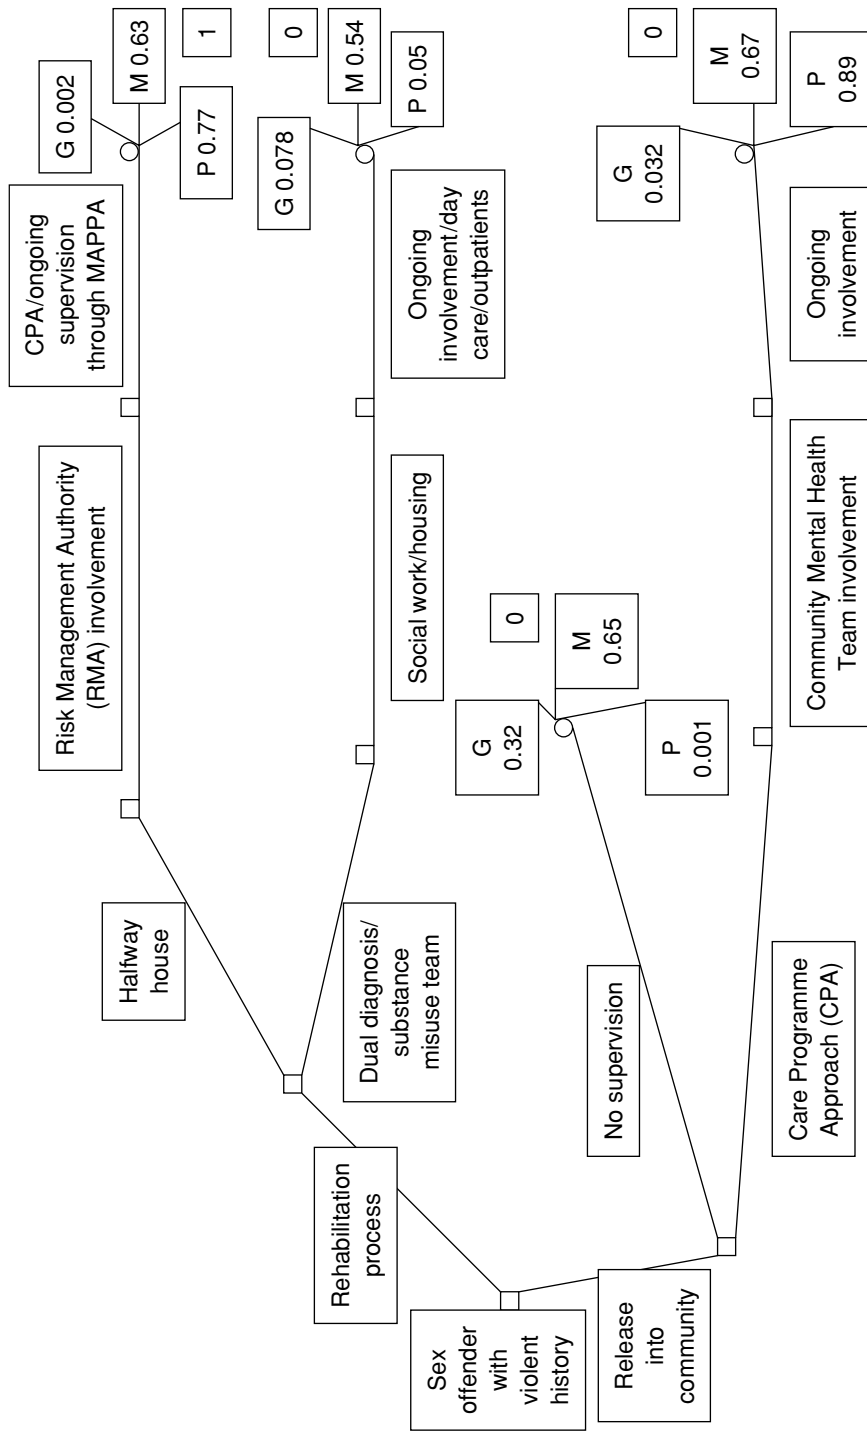 Sex
offender
with
violent
history
Rehabilitation
process
Release
into
community
Halfway
house
Dual diagnosis/
substance
misuse team
No supervision
Care Programme
Approach (CPA)
Risk Management Authority
(RMA) involvement
Social work/housing
G
0.32
0
M
0.65
P
0.001
Community Mental Health
Team involvement
CPA/ongoing
supervision
through MAPPA
G 0.002
M 0.63
1
P 0.77
Ongoing
involvement/day
care/outpatients
G 0.078
0
M 0.54
P 0.05
Ongoing
involvement
G
0.032
0
M
0.67
P
0.89